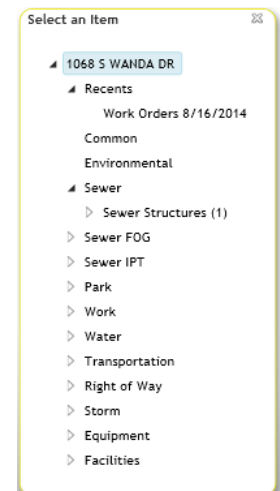 Select an Item
1068 S WANDA DR
Recents
Work Orders 8/16/2014
Common
Environmental
Sewer
Sewer Structures (1)
Sewer FOG
Sewer IPT
Park
Work
Water
Transportation
Right of Way
Storm
Equipment
Facilities